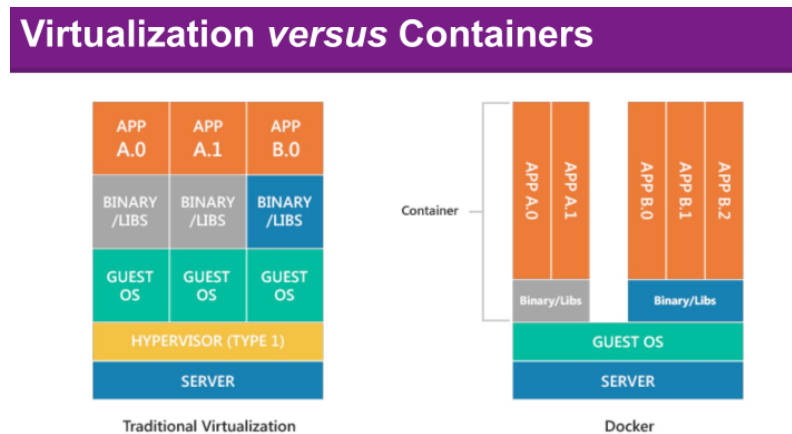 Virtualization versus Containers
APP
A.0
APP
A.1
APP
B.0
BINARY
/LIBS
BINARY
/LIBS
BINARY
/LIBS
GUEST
OS
GUEST
OS
GUEST
OS
HYPERVISOR (TYPE 1)
SERVER
Traditional Virtualization
Container
APP A.0
APP A.1
APP B.0
APP B.1
APP B.2
Binary/Libs
Binary/Libs
GUEST OS
SERVER
Docker